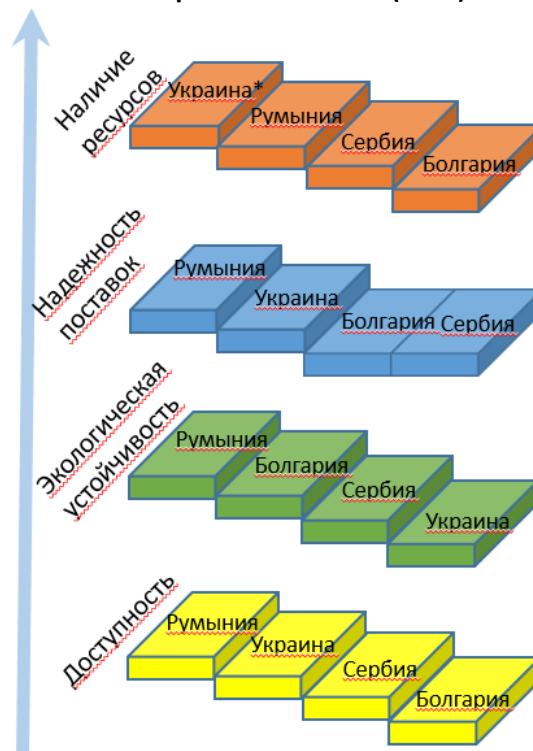 Наличие
ресурсов
Украина*
Румыния
Сербия
Болгария
Надежность
поставок
Румыния
Украина
Болгария
Сербия
Экологическая
устойчивость
Румыния
Болгария
Сербия
Украина
Доступность
Румыния
Украина
Сербия
Болгария